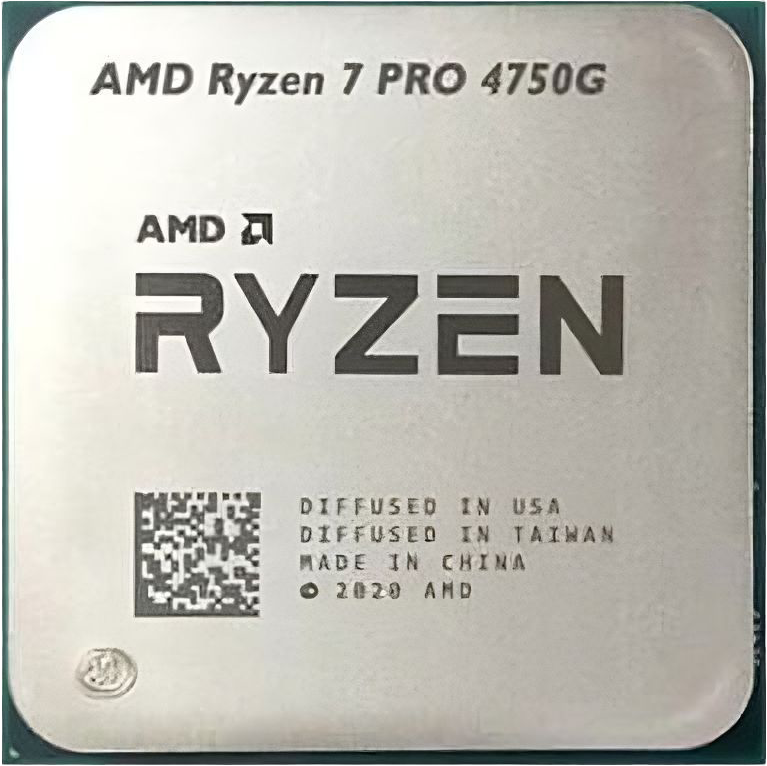 AMD Ryzen 7 PRO 4750G
AMD
RYZEN
DIFFUSED IN USA
DIFFUSED IN TAIWAN
MADE IN CHINA
© 2020 AMD